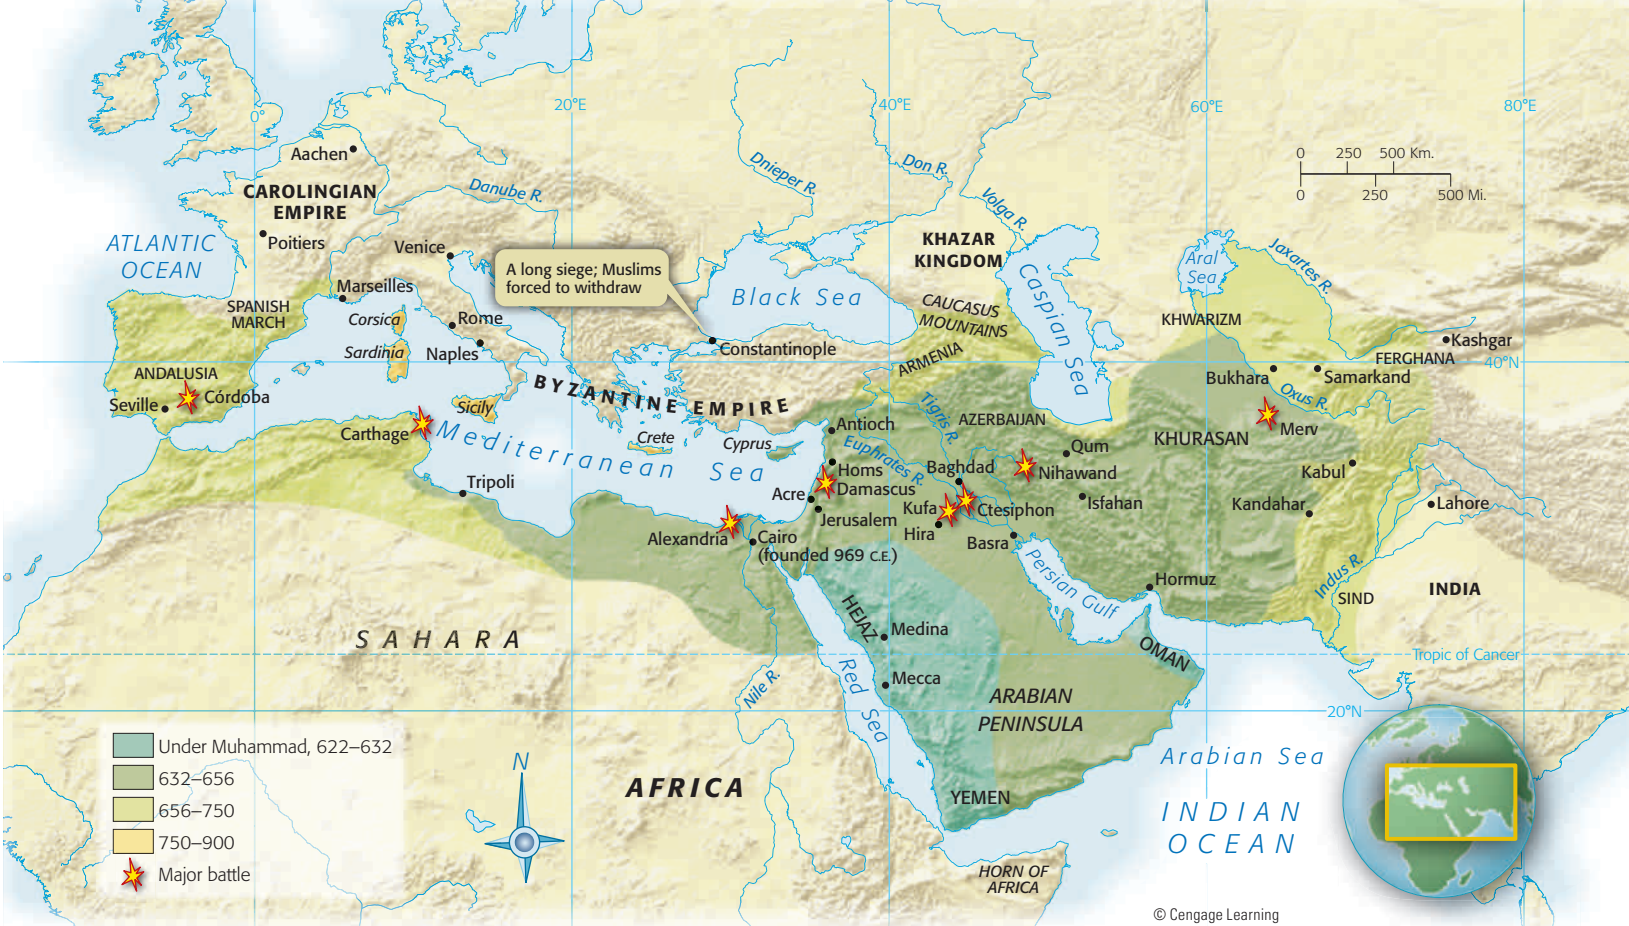 0°
20°E
40°E
60°E
80°E
0 250 500 Km.
0 250 500 Mi.
Aachen
CAROLINGIAN
EMPIRE
Danube R.
Dnieper R.
Don R.
Volga R.
Poitiers
ATLANTIC
OCEAN
Venice
A long siege; Muslims
forced to withdraw
KHAZAR
KINGDOM
Caspian Sea
Aral
Sea
Jaxartes R.
Marseilles
SPANISH
MARCH
Corsica
Rome
Black Sea
CAUCASUS
MOUNTAINS
KHWARIZM
Kashgar
Sardinia
Naples
Constantinople
ARMENIA
FERGHANA
40°N
ANDALUSIA
Seville
Córdoba
BYZANTINE EMPIRE
Bukhara
Samarkand
Oxus R.
Sicily
Carthage
Mediterranean Sea
Crete
Cyprus
Antioch
Tigris R.
AZERBAIJAN
KHURASAN
Merv
Euphrates R.
Qum
Homs
Baghdad
Nihawand
Kabul
Tripoli
Acre
Damascus
Kufa
Ctesiphon
Isfahan
Kandahar
Lahore
Jerusalem
Alexandria
Cairo
(founded 969 C.E.)
Hira
Basra
Persian Gulf
Hormuz
Indus R.
SIND
INDIA
SAHARA
HEJAZ
Medina
OMAN
Tropic of Cancer
Nile R.
Red Sea
Mecca
ARABIAN
PENINSULA
20°N
Under Muhammad, 622–632
632–656
656–750
750–900
Major battle
N
AFRICA
YEMEN
Arabian Sea
INDIAN
OCEAN
HORN OF
AFRICA
© Cengage Learning